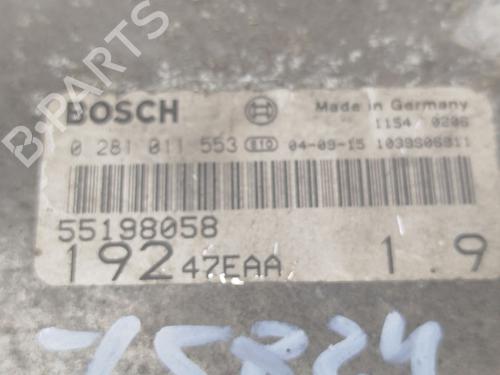 B-PARTS
BOSCH
Made in Germany
1154 0206
0 281 011 553 E10 04-09-15 1039S06811
55198058
192 47EAA 1.9